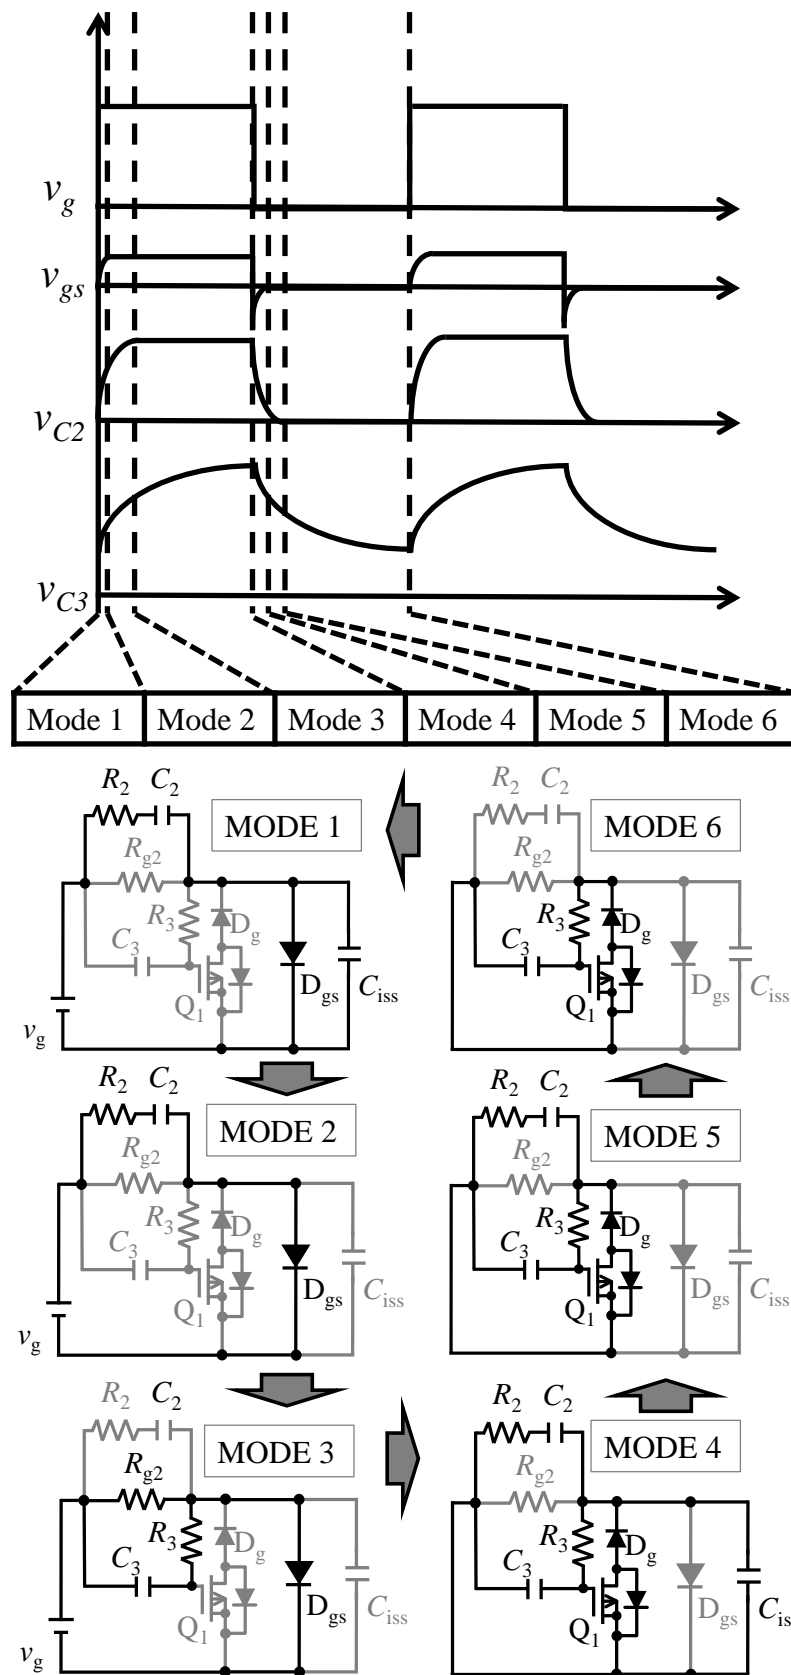 v_g
v_gs
v_C2
v_C3
Mode 1 Mode 2 Mode 3 Mode 4 Mode 5 Mode 6
R_2 C_2 MODE 1
R_g2
R_3 D_g
C_3
Q_1 D_gs C_iss
v_g
R_2 C_2 MODE 6
R_g2
R_3 D_g
C_3
Q_1 D_gs C_iss
R_2 C_2 MODE 2
R_g2
R_3 D_g
C_3
Q_1 D_gs C_iss
v_g
R_2 C_2 MODE 5
R_g2
R_3 D_g
C_3
Q_1 D_gs C_iss
R_2 C_2 MODE 3
R_g2
R_3 D_g
C_3
Q_1 D_gs C_iss
v_g
R_2 C_2 MODE 4
R_g2
R_3 D_g
C_3
Q_1 D_gs C_is